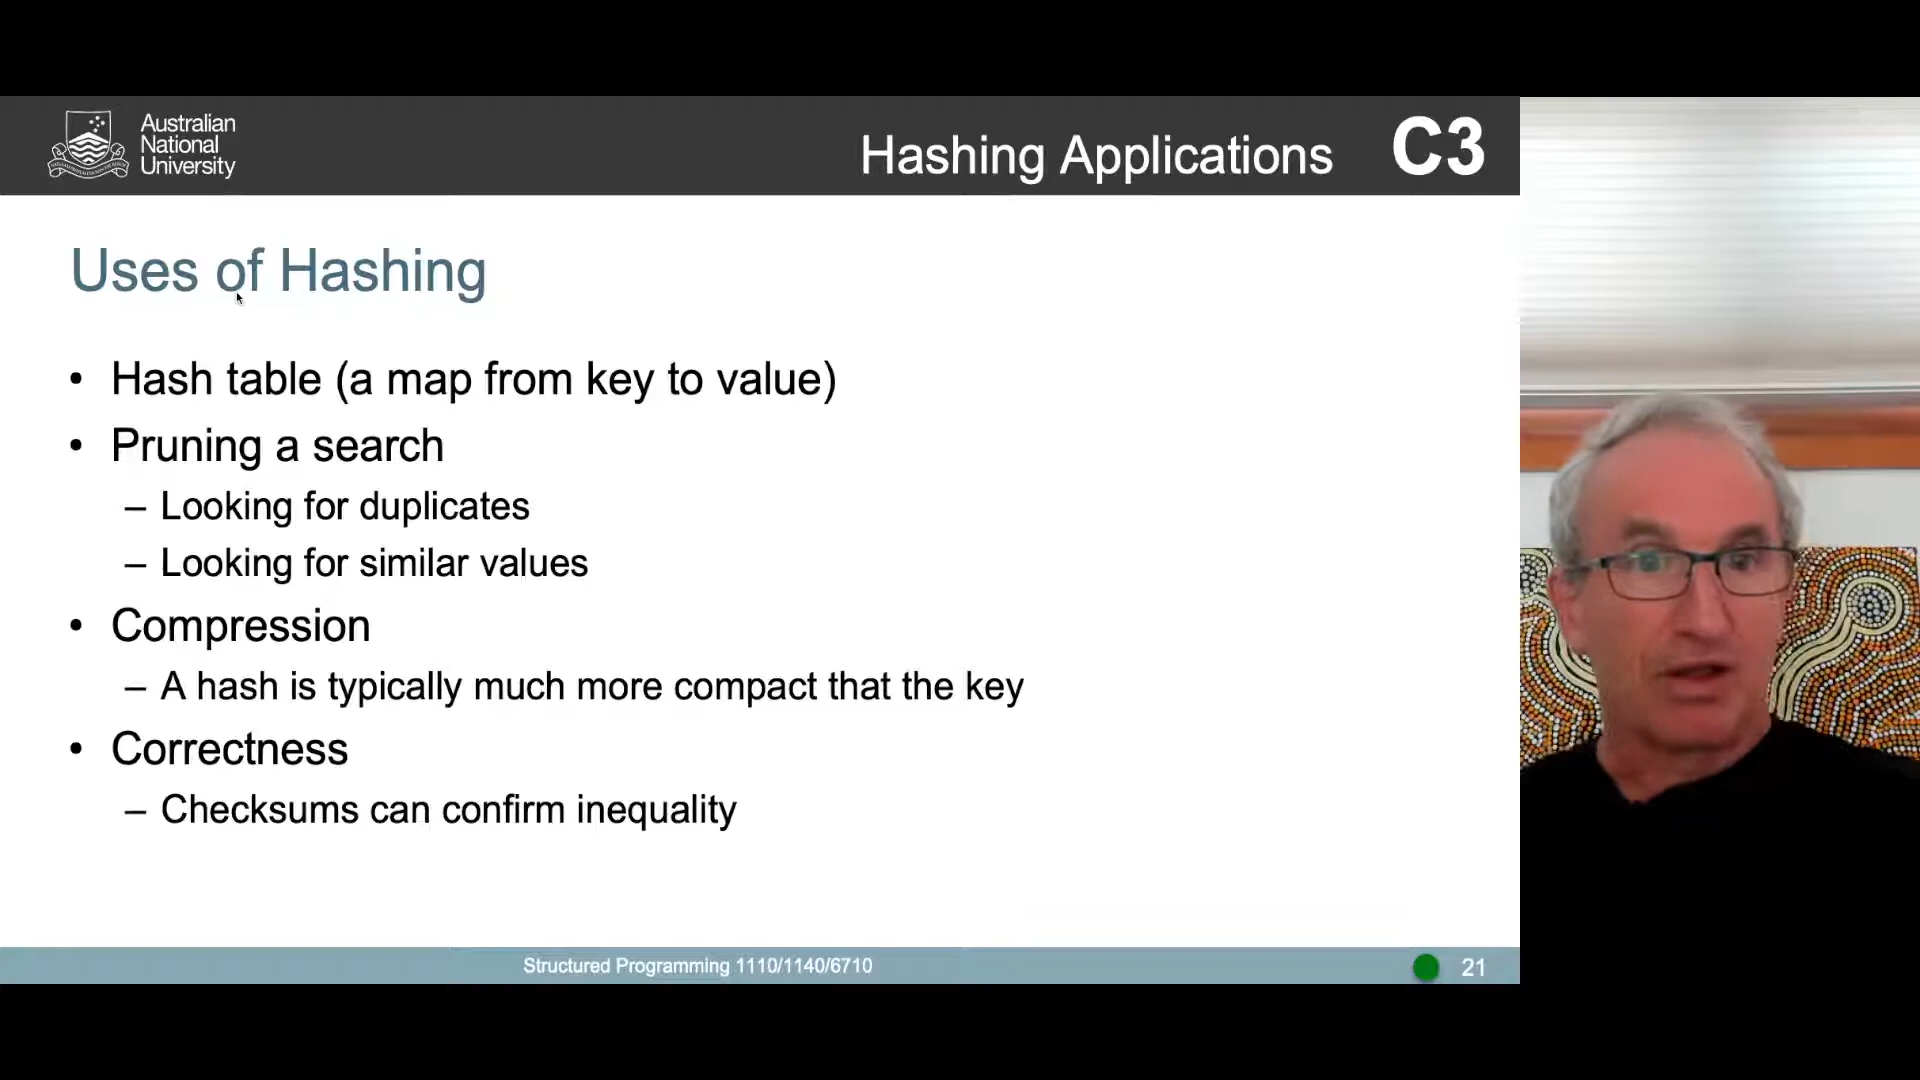 Australian
National
University
Hashing Applications C3
Uses of Hashing
• Hash table (a map from key to value)
• Pruning a search
– Looking for duplicates
– Looking for similar values
• Compression
– A hash is typically much more compact that the key
• Correctness
– Checksums can confirm inequality
Structured Programming 1110/1140/6710
21